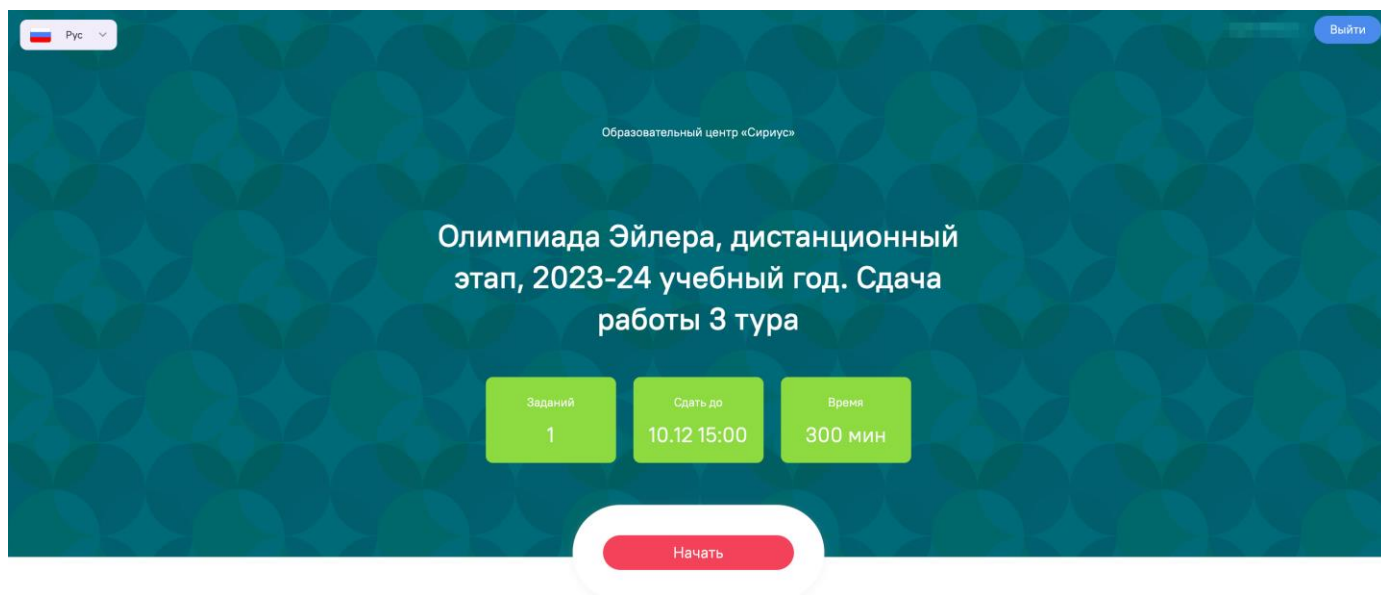 Рус
Выйти
Образовательный центр «Сириус»
Олимпиада Эйлера, дистанционный
этап, 2023-24 учебный год. Сдача
работы 3 тура
Заданий
1
Сдать до
10.12 15:00
Время
300 мин
Начать